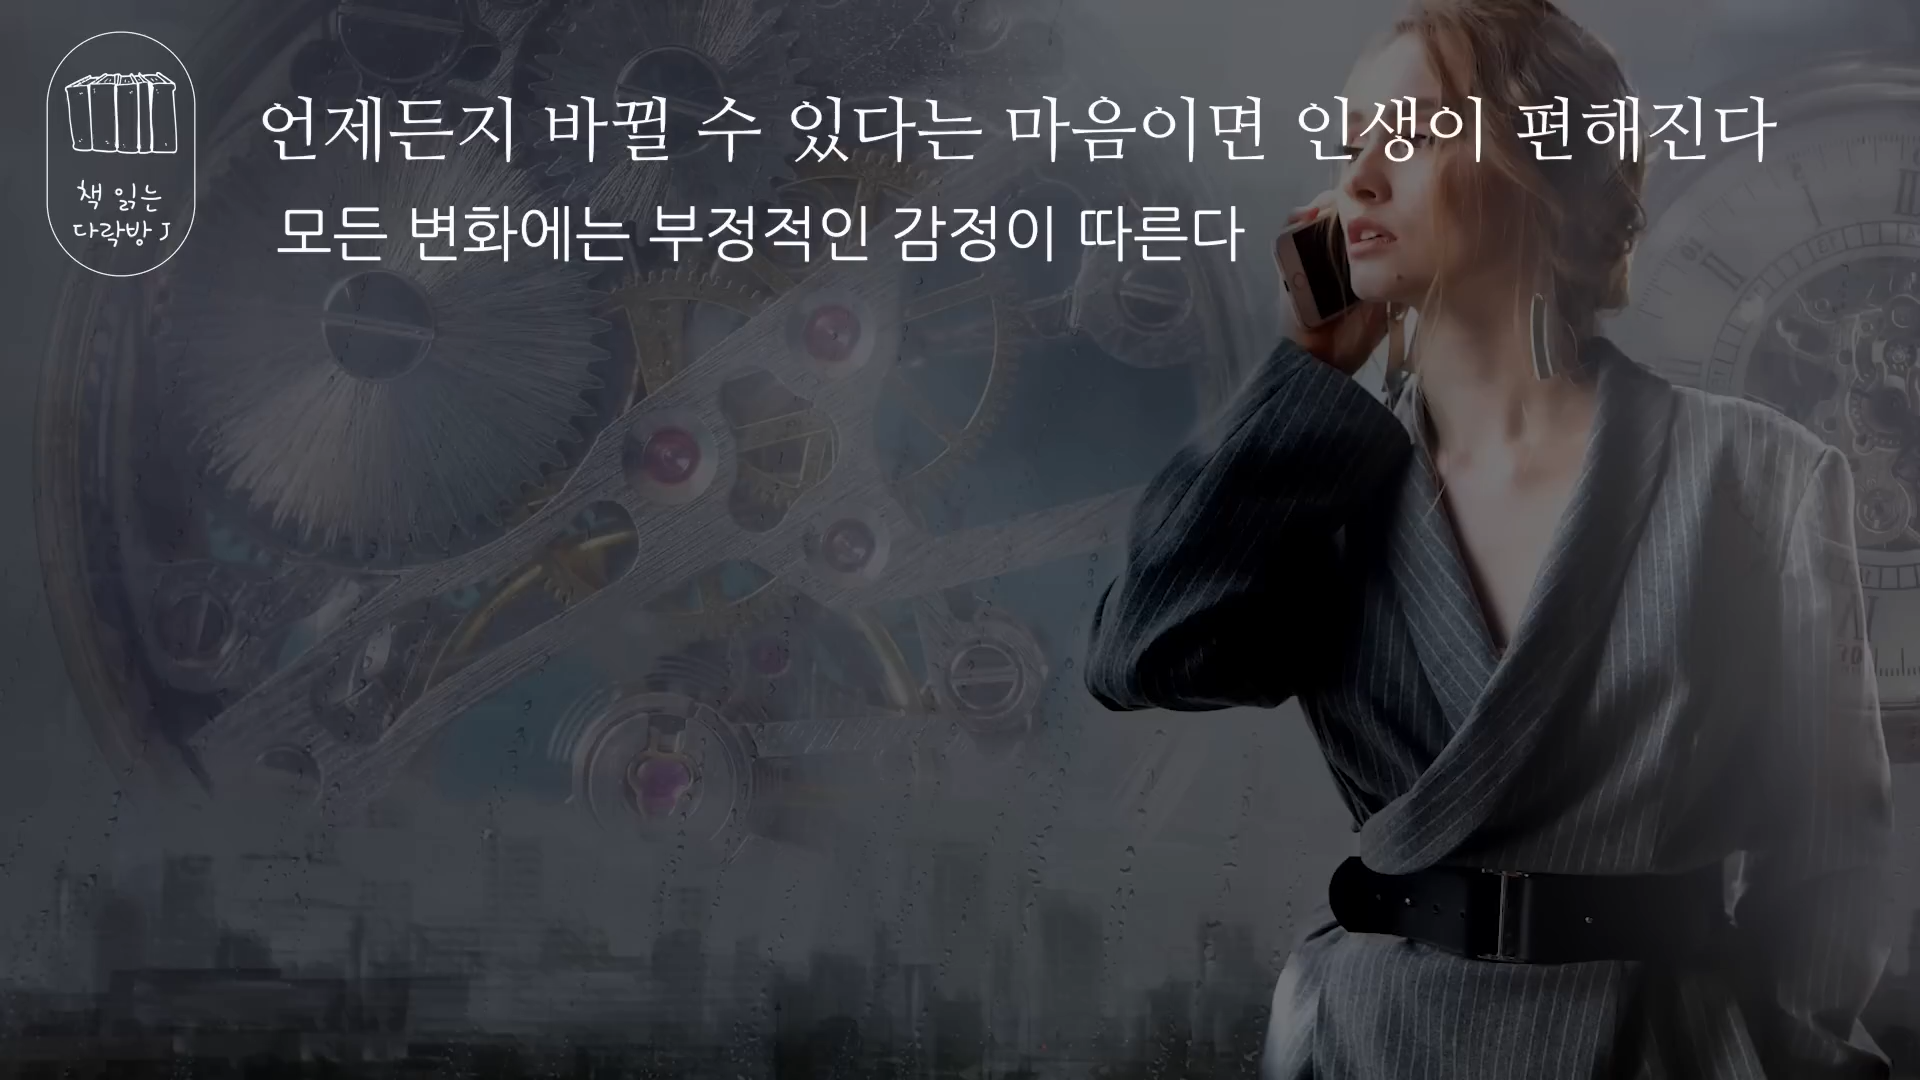 책 읽는
다락방 J
언제든지 바뀔 수 있다는 마음이면 인생이 편해진다
모든 변화에는 부정적인 감정이 따른다